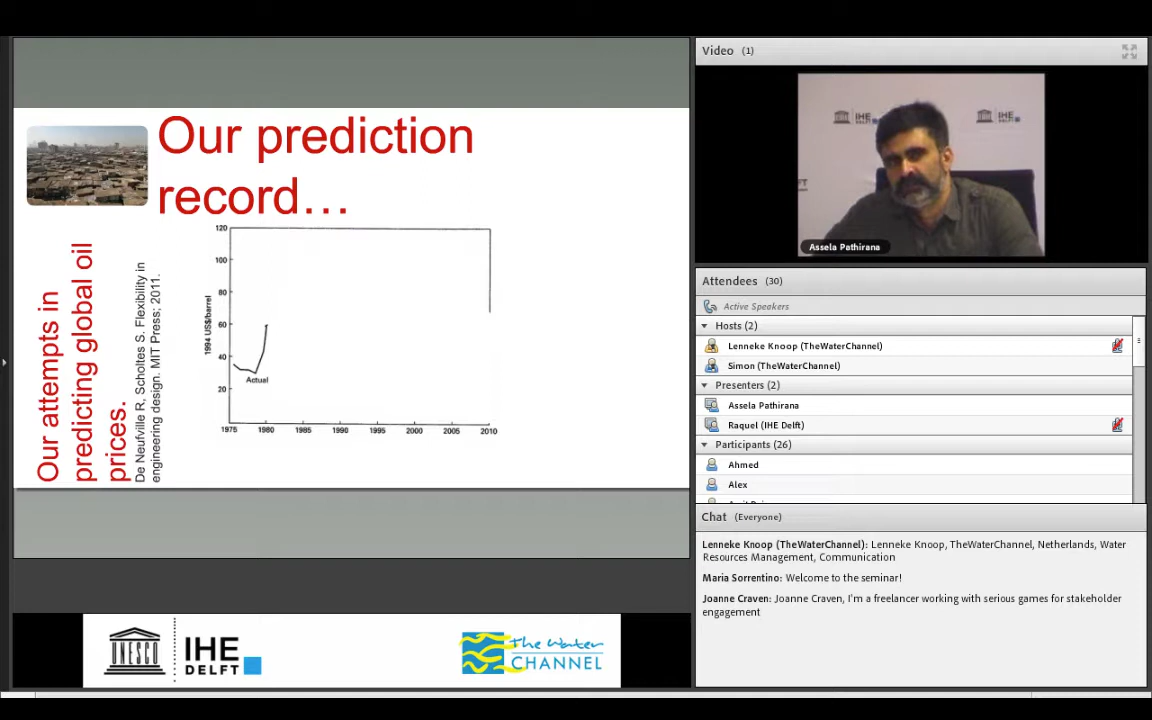 Our prediction
record…
Our attempts in
predicting global oil
prices.
De Neufville R, Scholtes S. Flexibility in
engineering design. MIT Press; 2011.
1994 US$/barrel
120
100
80
60
40
20
Actual
1975 1980 1985 1990 1995 2000 2005 2010
UNESCO
IHE
DELFT
The Water
CHANNEL
Video (1)
IHE
DELFT
IHE
DELFT
Assela Pathirana
Attendees (30)
Active Speakers
Hosts (2)
Lenneke Knoop (TheWaterChannel)
Simon (TheWaterChannel)
Presenters (2)
Assela Pathirana
Raquel (IHE Delft)
Participants (26)
Ahmed
Alex
Chat (Everyone)
Lenneke Knoop (TheWaterChannel): Lenneke Knoop, TheWaterChannel, Netherlands, Water
Resources Management, Communication
Maria Sorrentino: Welcome to the seminar!
Joanne Craven: Joanne Craven, I'm a freelancer working with serious games for stakeholder
engagement